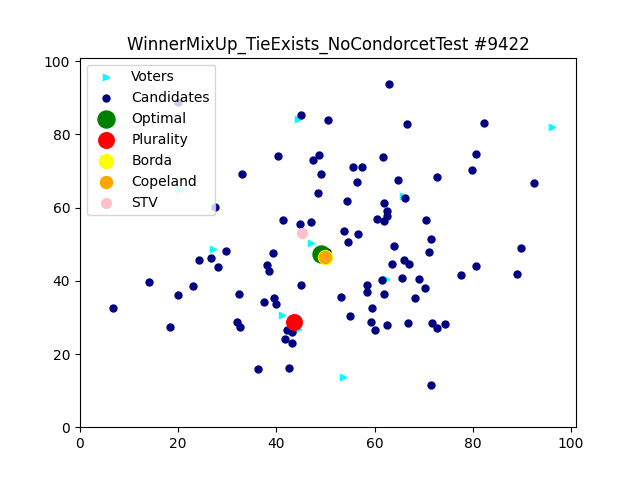 WinnerMixUp_TieExists_NoCondorcetTest #9422
Voters
Candidates
Optimal
Plurality
Borda
Copeland
STV
100
80
60
40
20
0
0 20 40 60 80 100